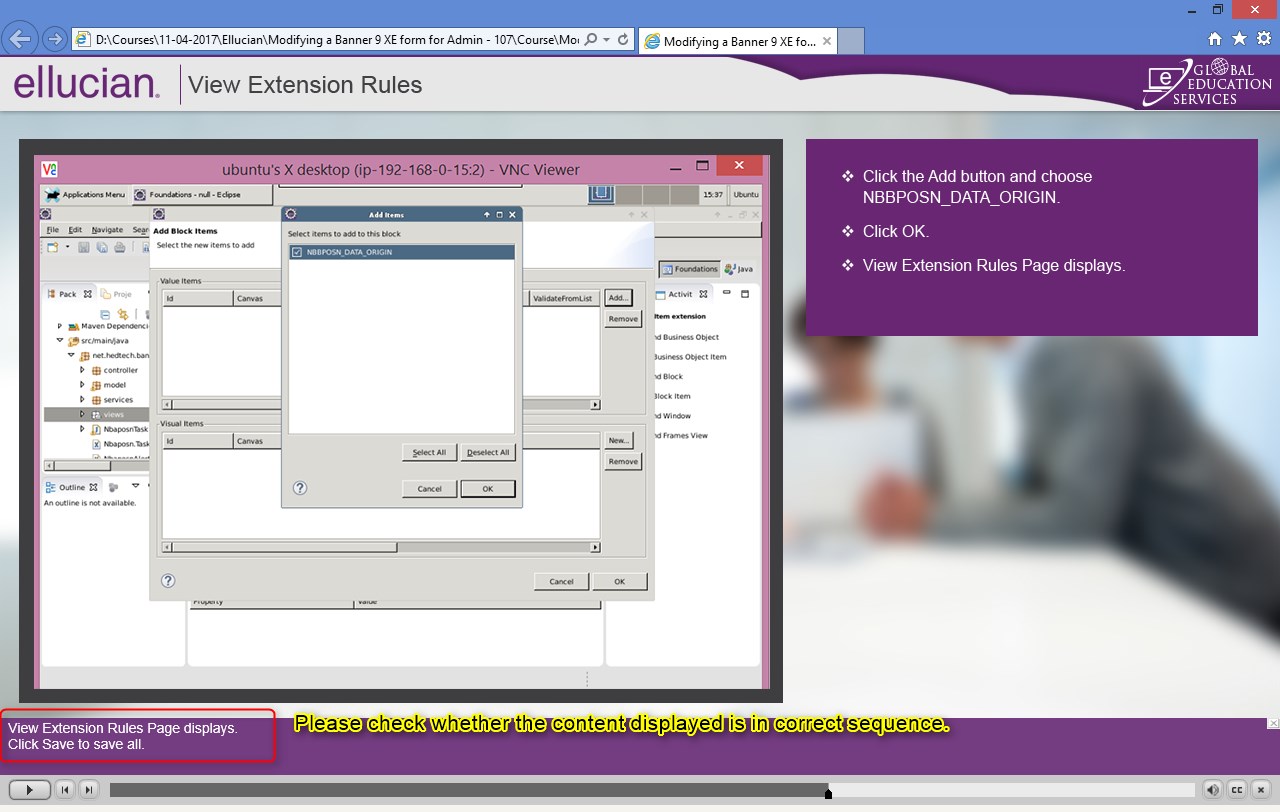 D:\Courses\11-04-2017\Ellucian\Modifying a Banner 9 XE form for Admin - 107\Course\Mo
Modifying a Banner 9 XE fo...
ellucian.
View Extension Rules
GLOBAL
EDUCATION
SERVICES
ubuntu's X desktop (ip-192-168-0-15:2) - VNC Viewer
Applications Menu
Foundations - null - Eclipse
15:37
Ubuntu
Add Items
File Edit Navigate Sear
Add Block Items
Select the new items to add
Select items to add to this block
NBBPOSN_DATA_ORIGIN
Foundations
Java
Value Items
Id
Canvas
ValidateFromList
Add...
Remove
Pack
Proje
Activit
Maven Dependenci
src/main/java
net.hedtech.ban
controller
model
services
views
NbaposnTask
Nbaposn.Task
Item extension
nd Business Object
Business Object Item
nd Block
Block Item
nd Window
nd Frames View
Visual Items
Id
Canvas
New...
Remove
Select All
Deselect All
Cancel
OK
Outline
An outline is not available.
Cancel
OK
Property
Value
❖ Click the Add button and choose
NBBPOSN_DATA_ORIGIN.
❖ Click OK.
❖ View Extension Rules Page displays.
View Extension Rules Page displays.
Click Save to save all.
Please check whether the content displayed is in correct sequence.
CC